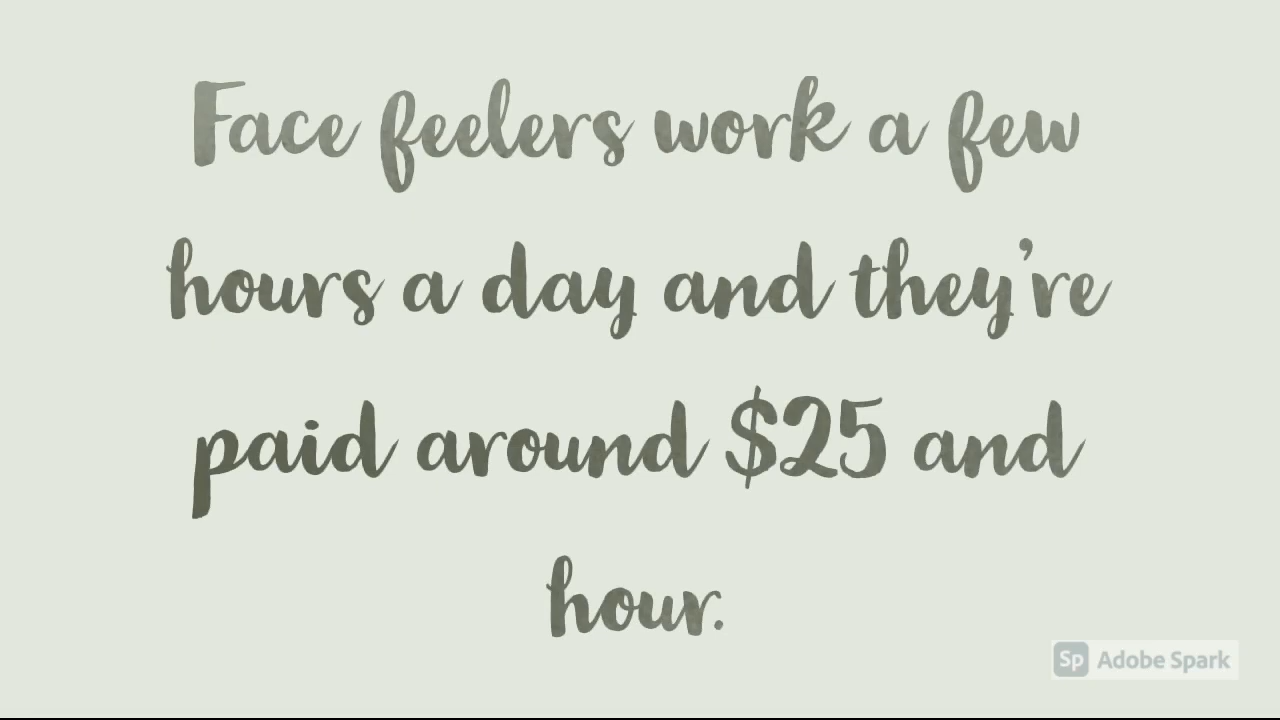 Face feelers work a few
hours a day and they're
paid around $25 and
hour.
Sp Adobe Spark